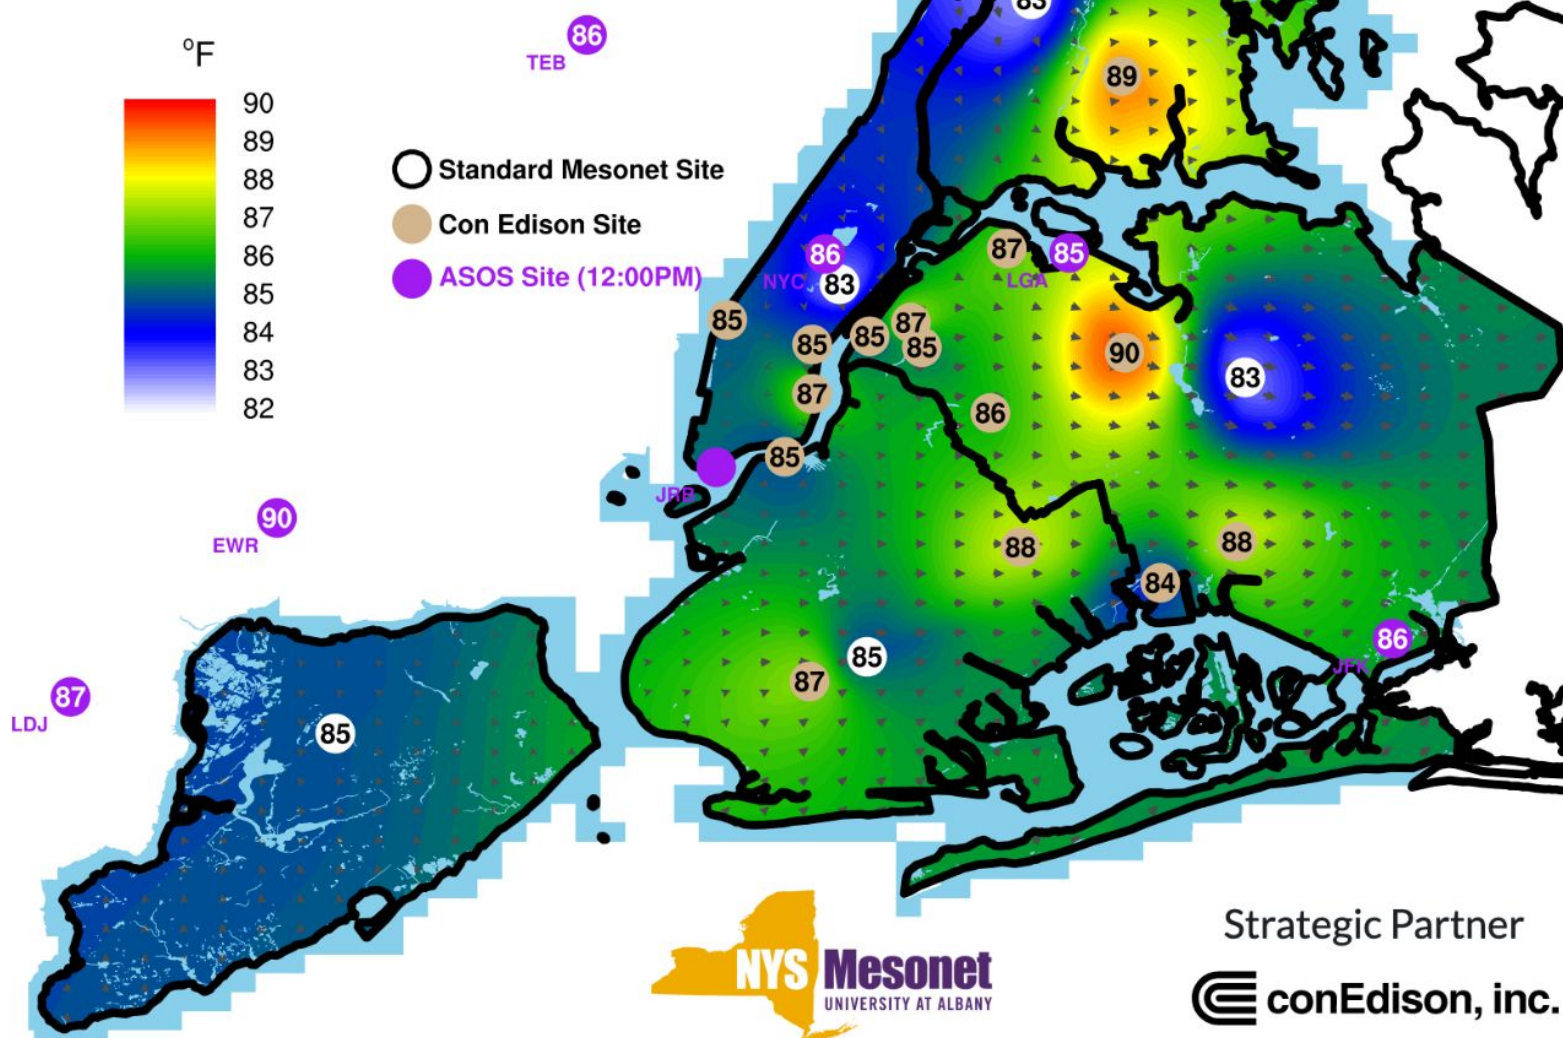 83
86
TEB
°F
89
90
89
88
87
86
85
84
83
82
Standard Mesonet Site
Con Edison Site
ASOS Site (12:00PM)
86
NYC
83
87
85
LGA
85
85
85
87
85
90
83
87
86
85
JRB
90
EWR
88
88
84
86
JFK
87
85
87
LDJ
85
NYS Mesonet
UNIVERSITY AT ALBANY
Strategic Partner
conEdison, inc.